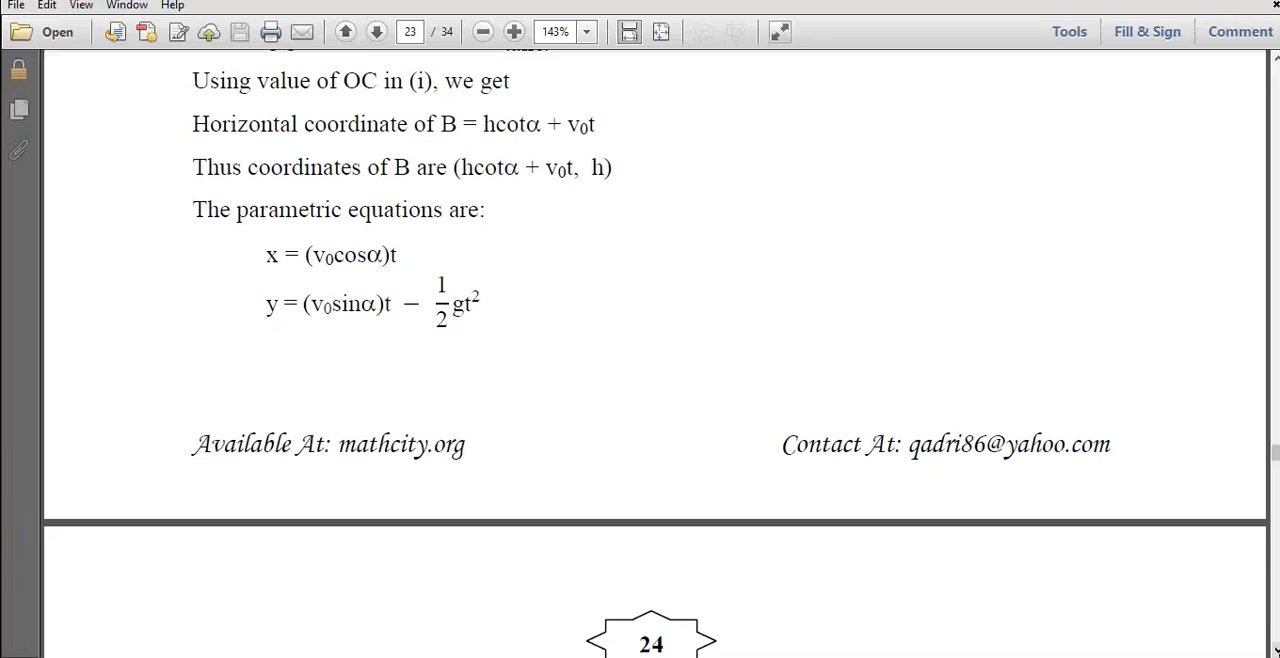 File Edit View Window Help
Open 23 / 34 143% Tools Fill & Sign Comment
Using value of OC in (i), we get
Horizontal coordinate of B = hcotα + v₀t
Thus coordinates of B are (hcotα + v₀t, h)
The parametric equations are:
x = (v₀cosα)t
y = (v₀sinα)t − 1/2 gt²
Available At: mathcity.org Contact At: qadri86@yahoo.com
24